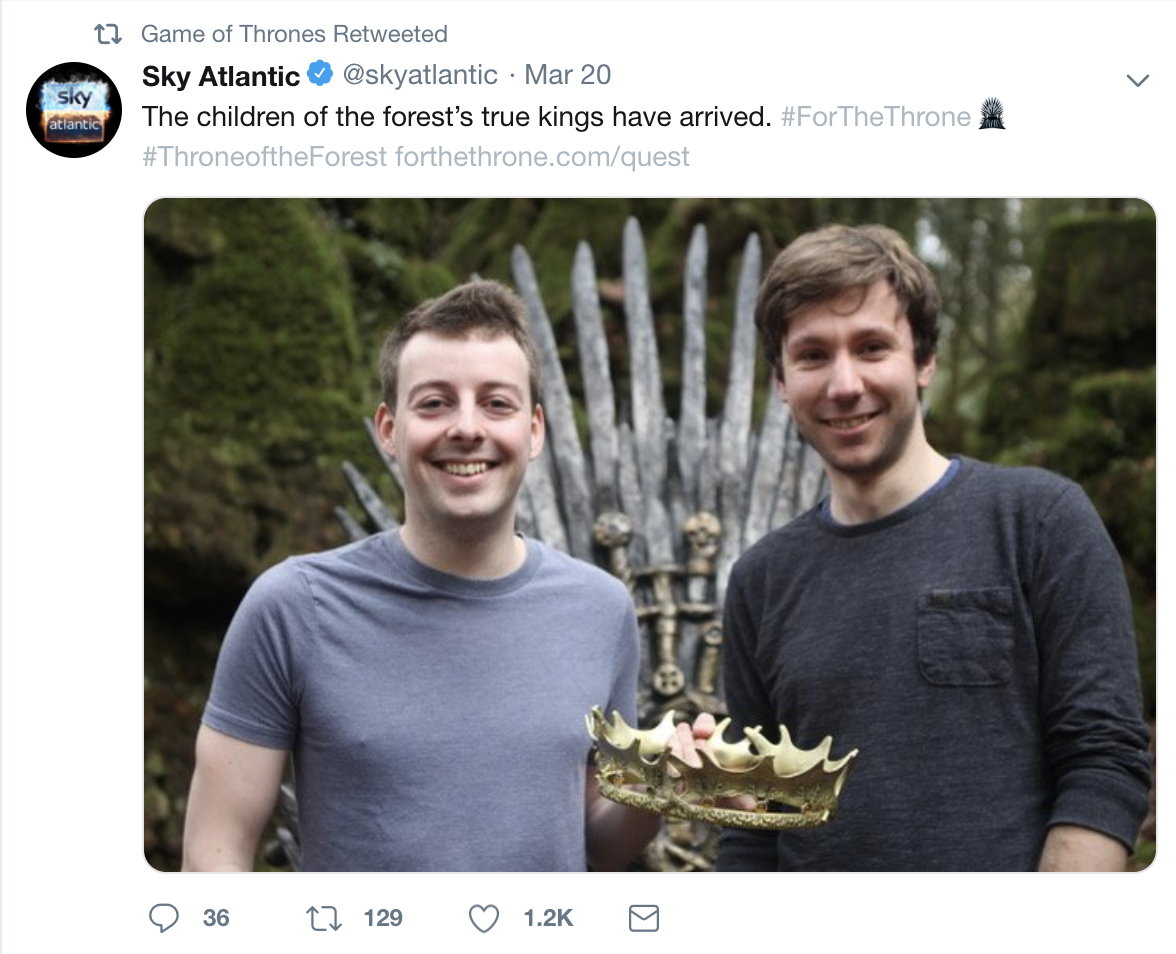 Game of Thrones Retweeted
Sky Atlantic @skyatlantic · Mar 20
sky
atlantic
The children of the forest’s true kings have arrived. #ForTheThrone
#ThroneoftheForest forthethrone.com/quest
36 129 1.2K